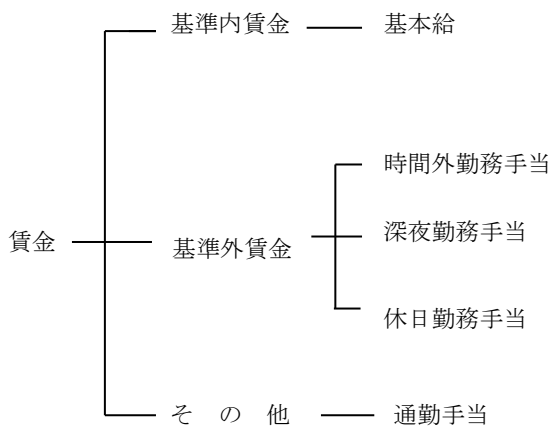 基準内賃金 基本給
時間外勤務手当
深夜勤務手当
賃金 基準外賃金
休日勤務手当
そ の 他 通勤手当